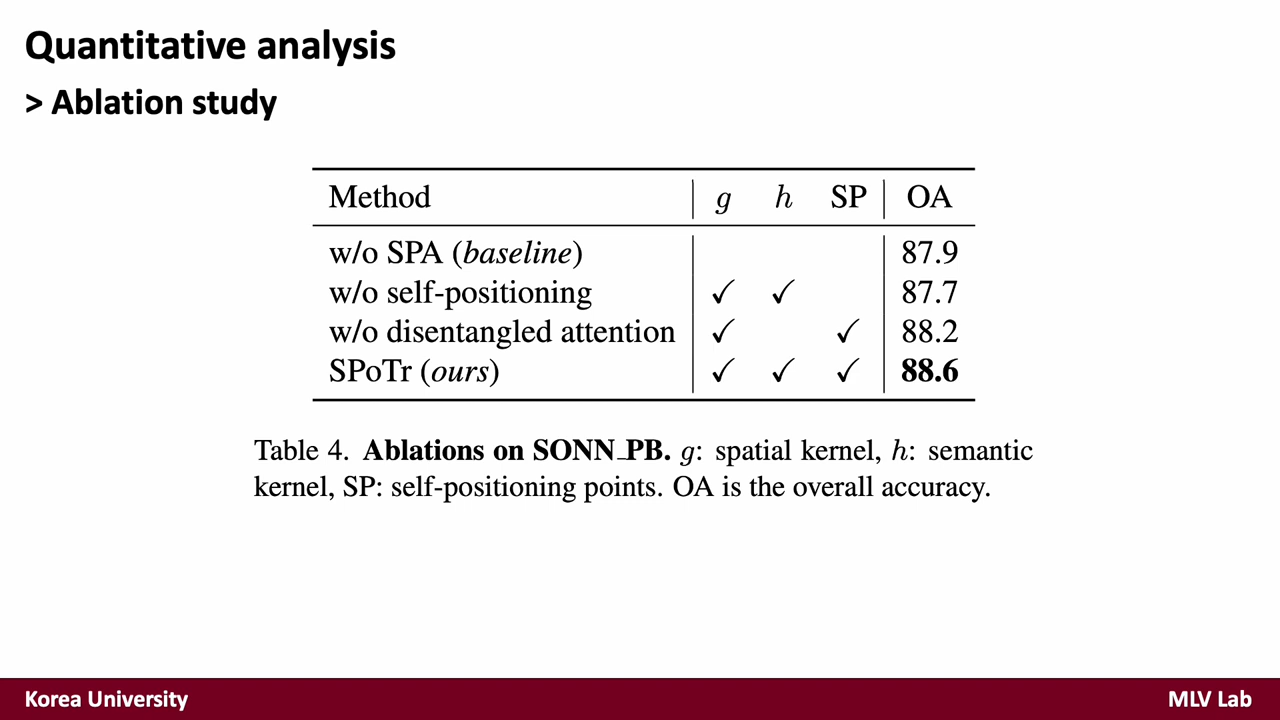 Quantitative analysis
> Ablation study
Method g h SP OA
w/o SPA (baseline) 87.9
w/o self-positioning ✓ ✓ 87.7
w/o disentangled attention ✓ ✓ 88.2
SPoTr (ours) ✓ ✓ ✓ 88.6
Table 4. Ablations on SONN_PB. g: spatial kernel, h: semantic
kernel, SP: self-positioning points. OA is the overall accuracy.
Korea University
MLV Lab